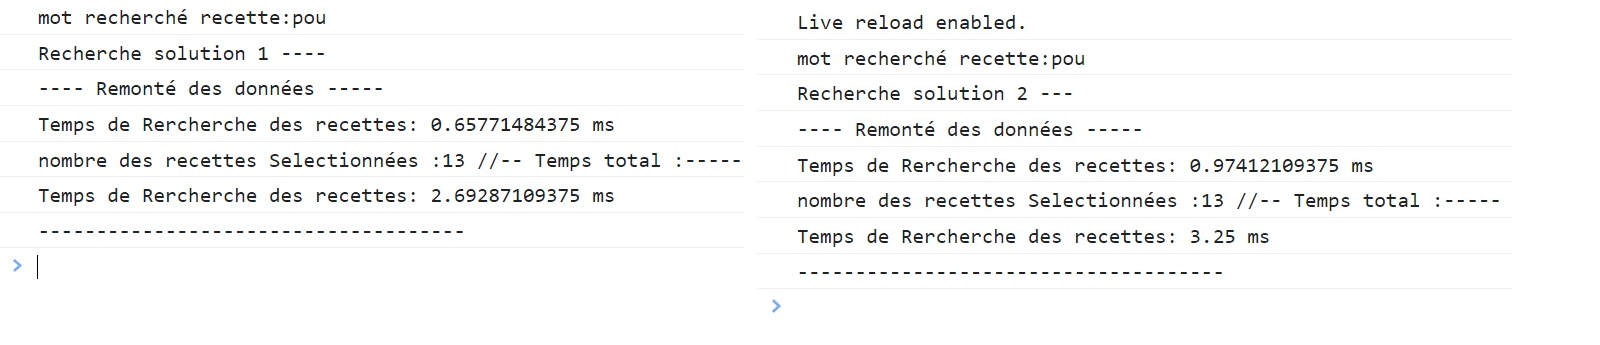 mot recherché recette:pou
Recherche solution 1 ----
---- Remonté des données -----
Temps de Rercherche des recettes: 0.65771484375 ms
nombre des recettes Selectionnées :13 //-- Temps total :-----
Temps de Rercherche des recettes: 2.69287109375 ms
-------------------------------------
>
Live reload enabled.
mot recherché recette:pou
Recherche solution 2 ---
---- Remonté des données -----
Temps de Rercherche des recettes: 0.97412109375 ms
nombre des recettes Selectionnées :13 //-- Temps total :-----
Temps de Rercherche des recettes: 3.25 ms
-------------------------------------
>